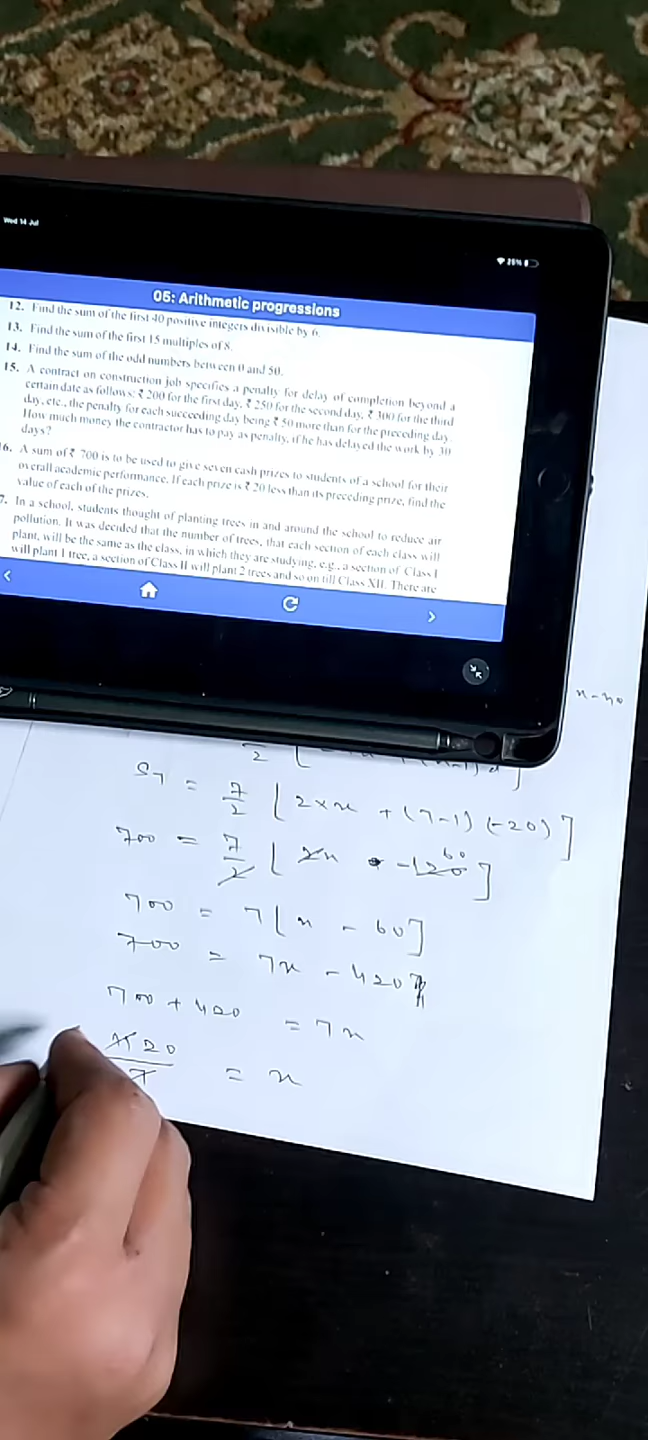 Wed 14 Jul
25%
05: Arithmetic progressions
12. Find the sum of the first 40 positive integers divisible by 6.
13. Find the sum of the first 15 multiples of 8.
14. Find the sum of the odd numbers between 0 and 50.
15. A contract on construction job specifies a penalty for delay of completion beyond a
certain date as follows: ₹ 200 for the first day, ₹ 250 for the second day, ₹ 300 for the third
day, etc., the penalty for each succeeding day being ₹ 50 more than for the preceding day.
How much money the contractor has to pay as penalty, if he has delayed the work by 30
days?
6. A sum of ₹ 700 is to be used to give seven cash prizes to students of a school for their
overall academic performance. If each prize is ₹ 20 less than its preceding prize, find the
value of each of the prizes.
7. In a school, students thought of planting trees in and around the school to reduce air
pollution. It was decided that the number of trees, that each section of each class will
plant, will be the same as the class, in which they are studying, e.g., a section of Class I
will plant 1 tree, a section of Class II will plant 2 trees and so on till Class XII. There are
x-40
S7 = 7/2 [2×x + (7-1) (-20)]
700 = 7/2 [2x -120 60]
700 = 7[x - 60]
700 = 7x - 420
700 + 420 = 7x
1120/7 = x